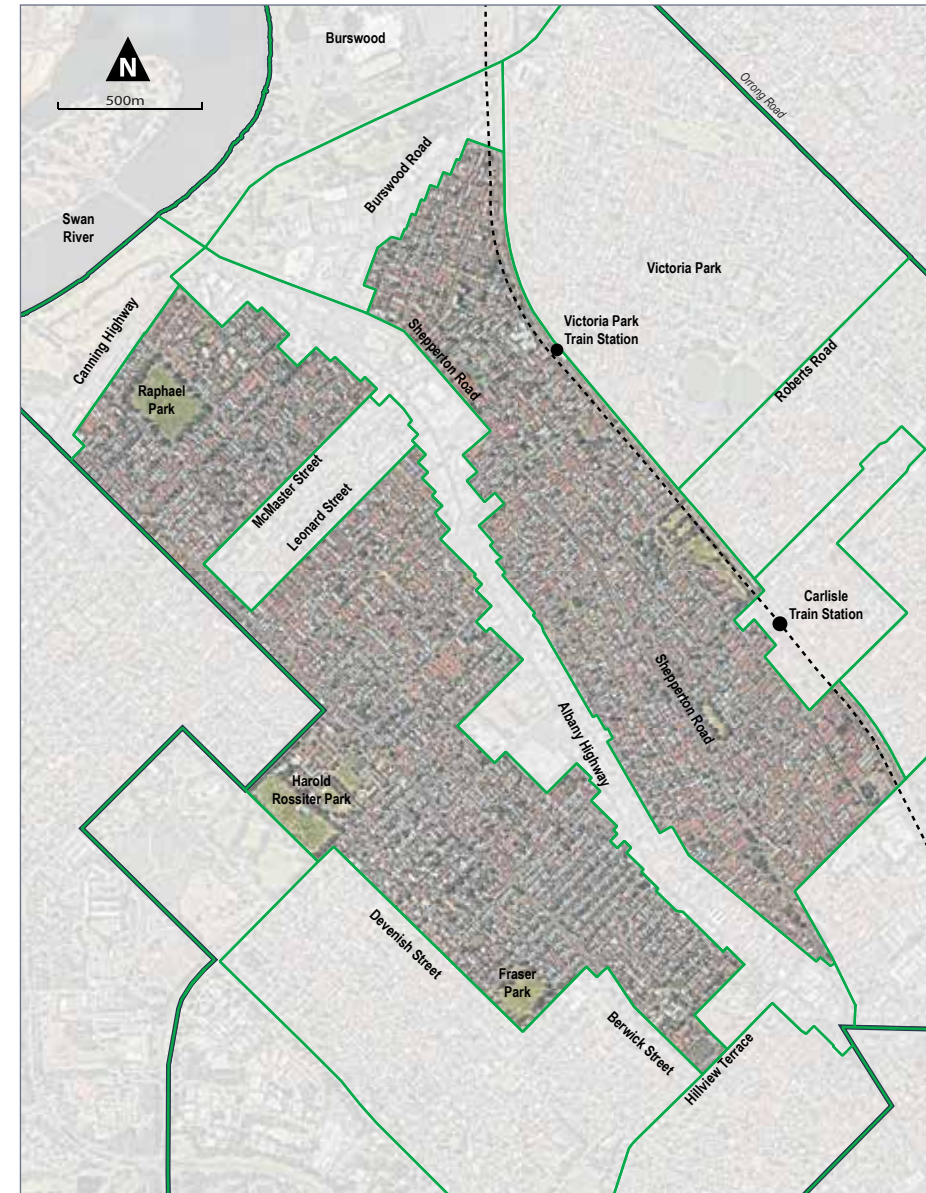 Burswood
N
500m
Orrong Road
Burswood Road
Swan
River
Victoria Park
Canning Highway
Victoria Park
Train Station
Shepperton Road
Roberts Road
Raphael
Park
McMaster Street
Leonard Street
Carlisle
Train Station
Shepperton Road
Albany Highway
Harold
Rossiter Park
Devenish Street
Fraser
Park
Berwick Street
Hillview Terrace